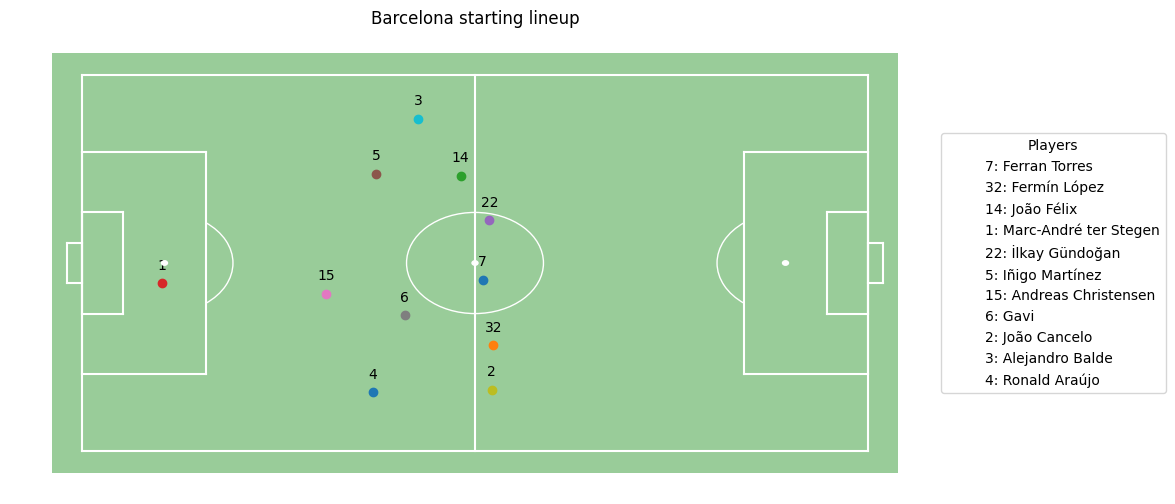 Barcelona starting lineup
3
5
14
22
1
7
15
6
32
4
2
Players
7: Ferran Torres
32: Fermín López
14: João Félix
1: Marc-André ter Stegen
22: İlkay Gündoğan
5: Iñigo Martínez
15: Andreas Christensen
6: Gavi
2: João Cancelo
3: Alejandro Balde
4: Ronald Araújo